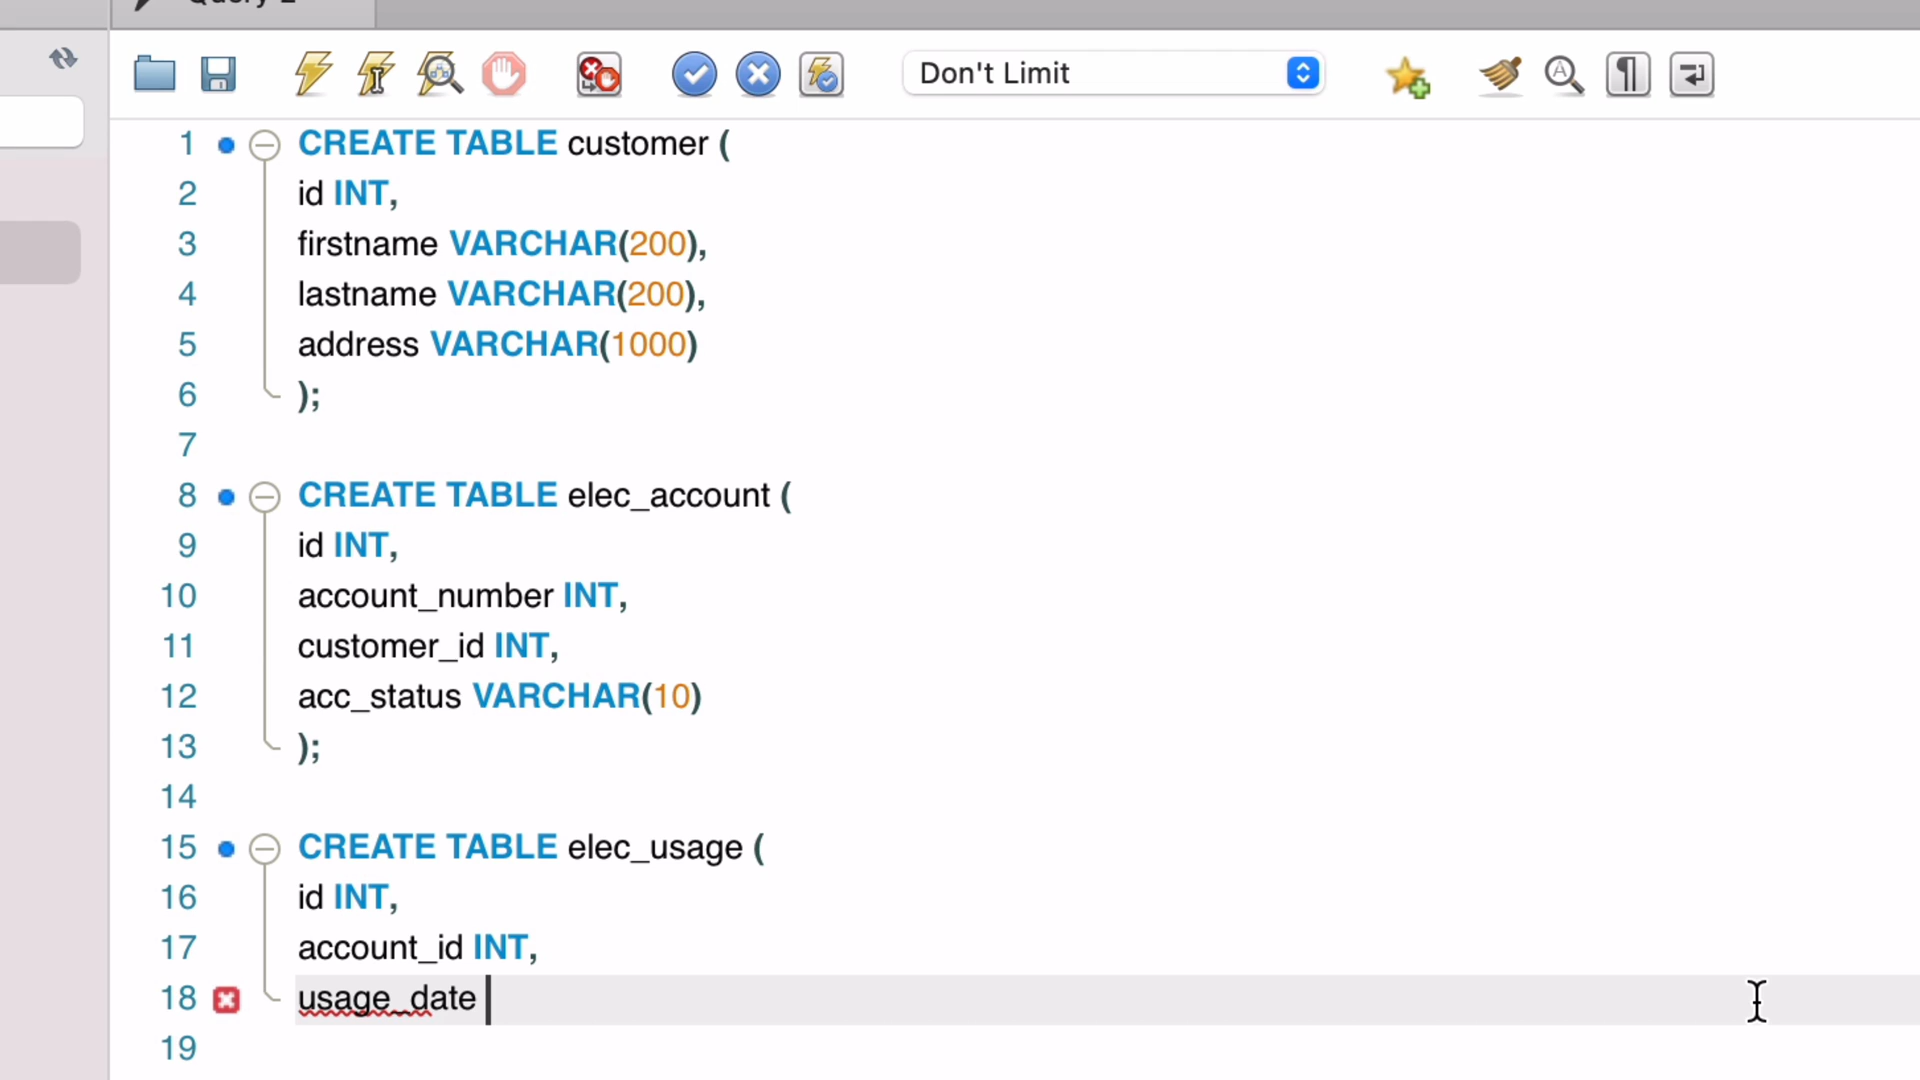 Don't Limit
1 CREATE TABLE customer (
2 id INT,
3 firstname VARCHAR(200),
4 lastname VARCHAR(200),
5 address VARCHAR(1000)
6 );
7
8 CREATE TABLE elec_account (
9 id INT,
10 account_number INT,
11 customer_id INT,
12 acc_status VARCHAR(10)
13 );
14
15 CREATE TABLE elec_usage (
16 id INT,
17 account_id INT,
18 usage_date
19